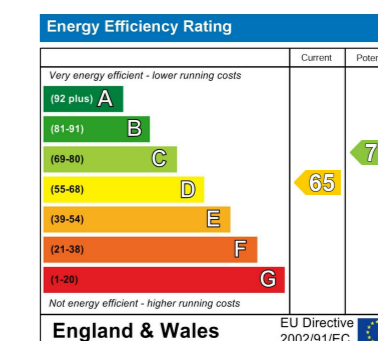 Energy Efficiency Rating
Current
Very energy efficient - lower running costs
(92 plus) A
(81-91) B
(69-80) C
(55-68) D
65
(39-54) E
(21-38) F
(1-20) G
Not energy efficient - higher running costs
England & Wales
EU Directive
2002/91/EC